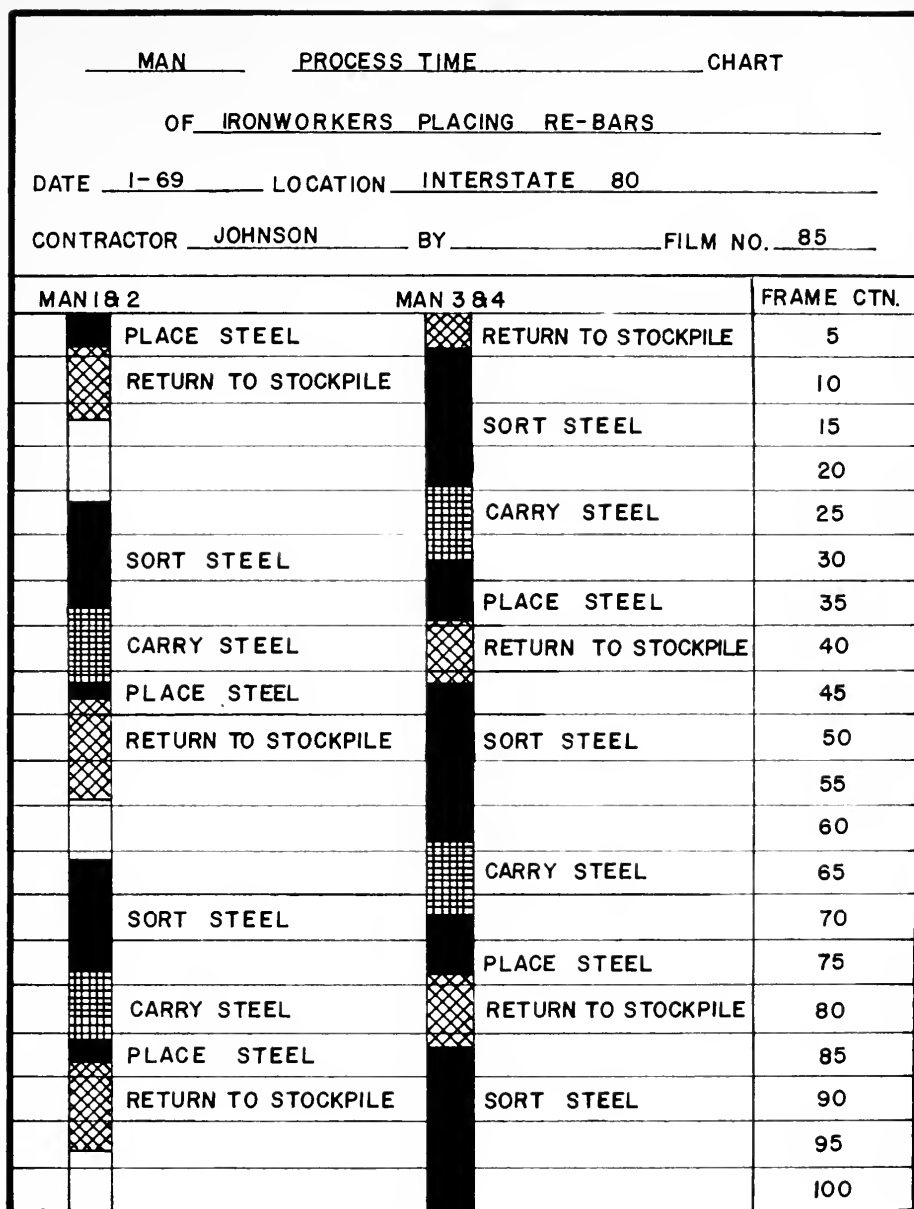 MAN PROCESS TIME CHART
OF IRONWORKERS PLACING RE-BARS
DATE 1-69 LOCATION INTERSTATE 80
CONTRACTOR JOHNSON BY FILM NO. 85
MAN 1 & 2 MAN 3 & 4 FRAME CTN.
PLACE STEEL RETURN TO STOCKPILE 5
RETURN TO STOCKPILE 10
SORT STEEL 15
20
CARRY STEEL 25
SORT STEEL 30
PLACE STEEL 35
CARRY STEEL RETURN TO STOCKPILE 40
PLACE STEEL 45
RETURN TO STOCKPILE SORT STEEL 50
55
60
CARRY STEEL 65
SORT STEEL 70
PLACE STEEL 75
CARRY STEEL RETURN TO STOCKPILE 80
PLACE STEEL 85
RETURN TO STOCKPILE SORT STEEL 90
95
100